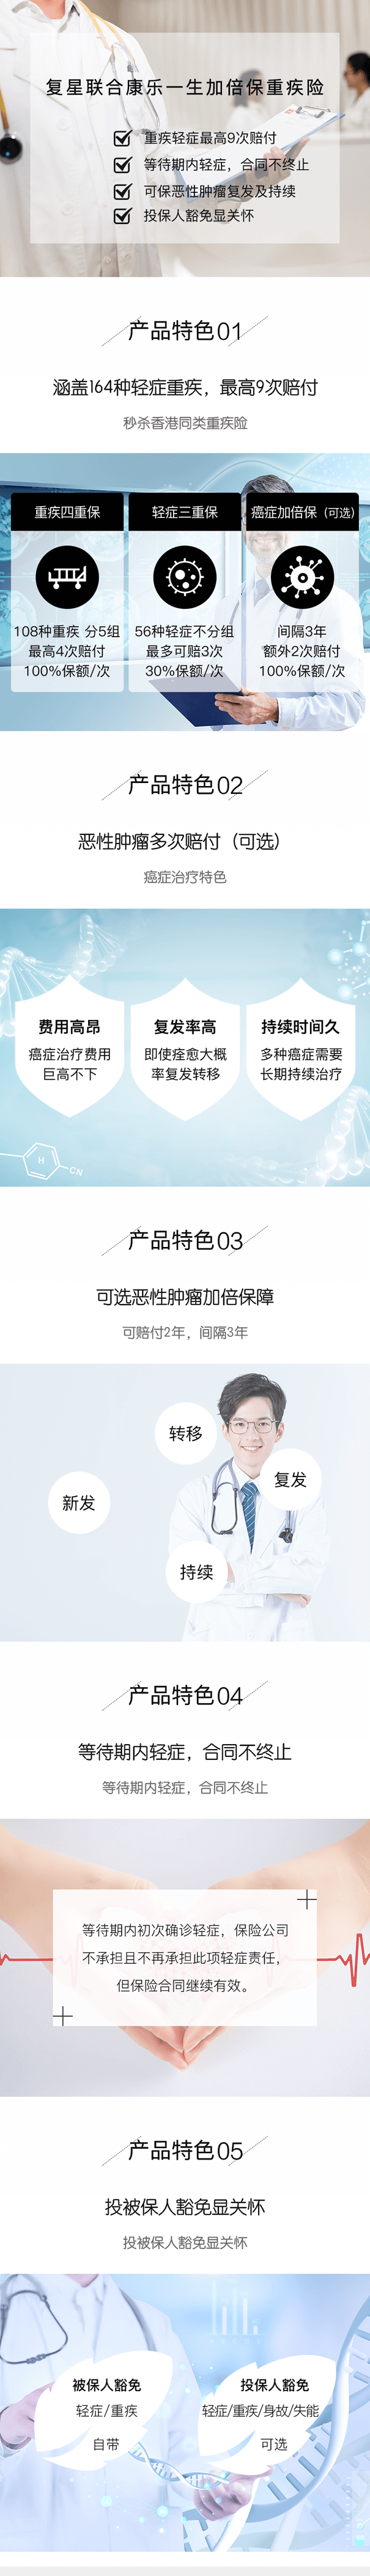 复星联合康乐一生加倍保重疾险
重疾轻症最高9次赔付
等待期内轻症，合同不终止
可保恶性肿瘤复发及持续
投保人豁免显关怀
产品特色01
涵盖164种轻症重疾，最高9次赔付
秒杀香港同类重疾险
重疾四重保
轻症三重保
癌症加倍保（可选）
108种重疾 分5组
最高4次赔付
100%保额/次
56种轻症不分组
最多可赔3次
30%保额/次
间隔3年
额外2次赔付
100%保额/次
产品特色02
恶性肿瘤多次赔付（可选）
癌症治疗特色
费用高昂
癌症治疗费用
巨高不下
复发率高
即使痊愈大概
率复发转移
持续时间久
多种癌症需要
长期持续治疗
H
CN
产品特色03
可选恶性肿瘤加倍保障
可赔付2年，间隔3年
转移
复发
新发
持续
产品特色04
等待期内轻症，合同不终止
等待期内轻症，合同不终止
等待期内初次确诊轻症，保险公司
不承担且不再承担此项轻症责任，
但保险合同继续有效。
产品特色05
投被保人豁免显关怀
投被保人豁免显关怀
被保人豁免
轻症/重疾
自带
投保人豁免
轻症/重疾/身故/失能
可选